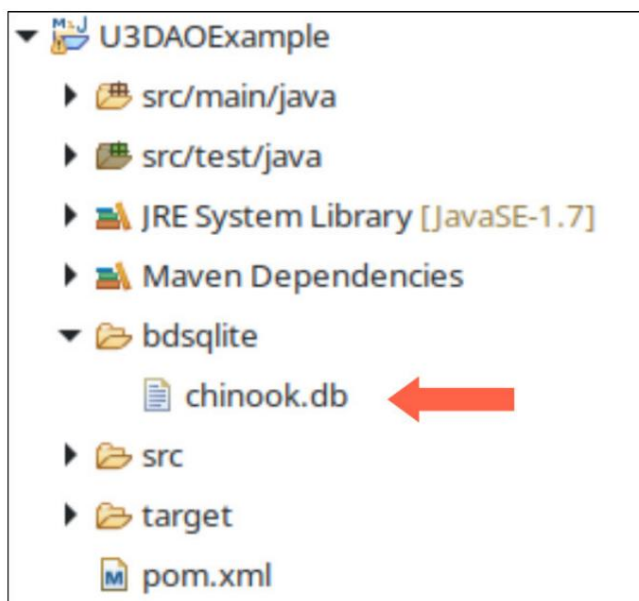 U3DAOExample
src/main/java
src/test/java
JRE System Library [JavaSE-1.7]
Maven Dependencies
bdsqlite
chinook.db
src
target
pom.xml